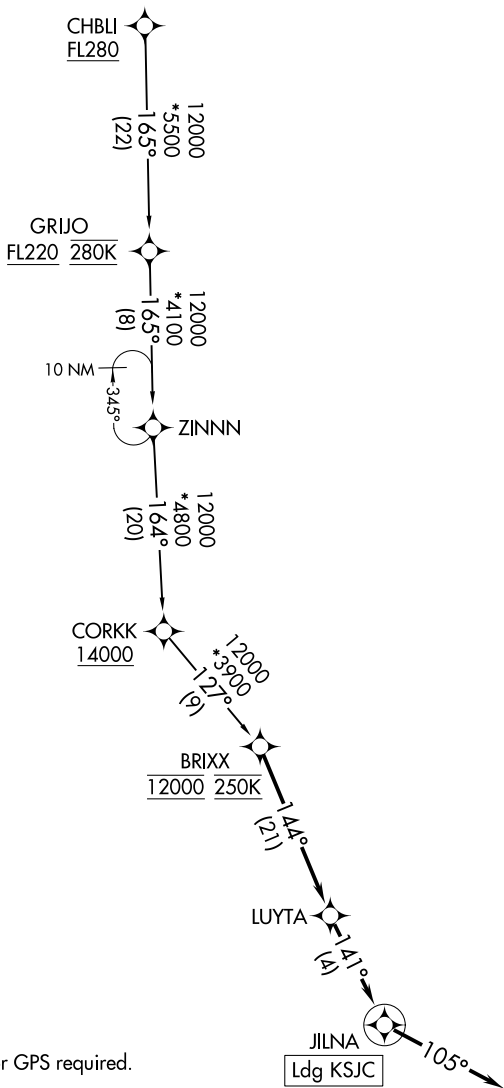 CHBLI
FL280
12000
*5500
165°
(22)
GRIJO
FL220 280K
12000
*4100
165°
(8)
10 NM
345°
ZINNN
12000
*4800
164°
(20)
CORKK
14000
12000
*3900
127°
(9)
BRIXX
12000 250K
144°
(21)
LUYTA
141°
(4)
JILNA
Ldg KSJC
105°
r GPS required.